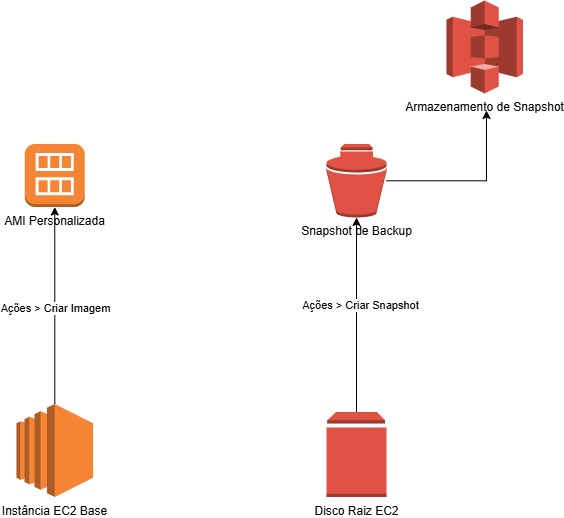 Armazenamento de Snapshot
AMI Personalizada
Snapshot de Backup
Ações > Criar Imagem
Ações > Criar Snapshot
Instância EC2 Base
Disco Raiz EC2